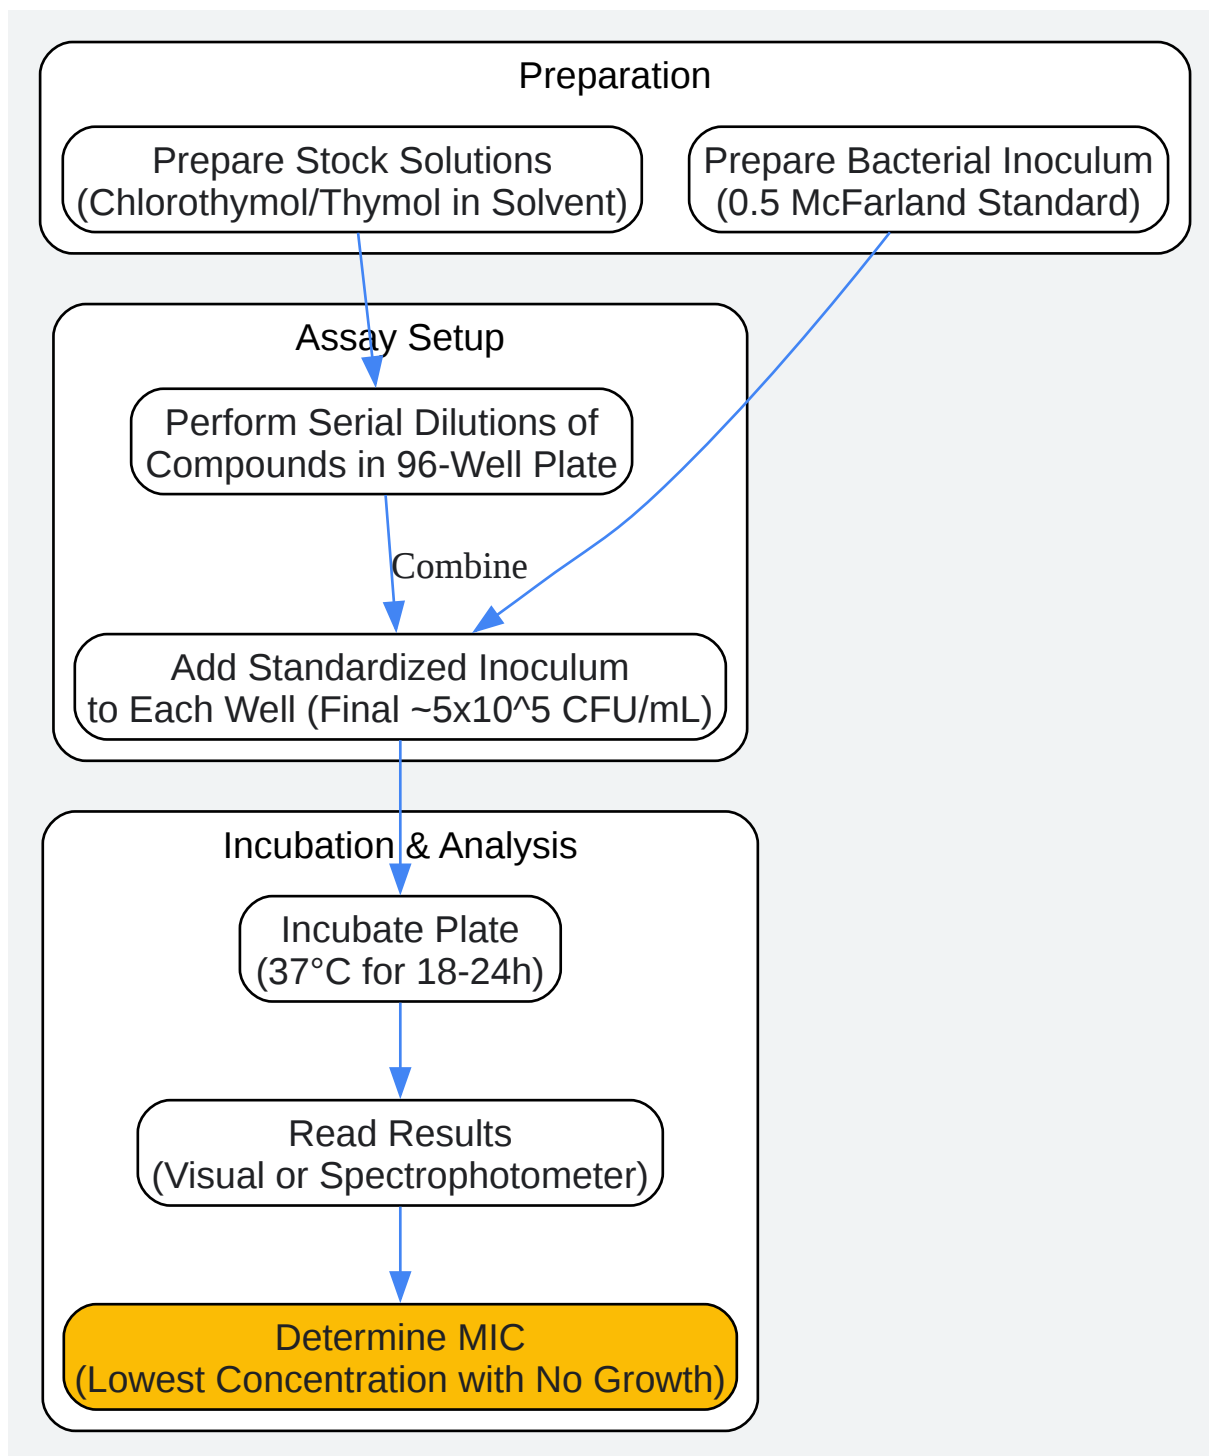 Preparation
Prepare Stock Solutions
(Chlorothymol/Thymol in Solvent)
Prepare Bacterial Inoculum
(0.5 McFarland Standard)
Assay Setup
Perform Serial Dilutions of
Compounds in 96-Well Plate
Combine
Add Standardized Inoculum
to Each Well (Final ~5x10^5 CFU/mL)
Incubation & Analysis
Incubate Plate
(37°C for 18-24h)
Read Results
(Visual or Spectrophotometer)
Determine MIC
(Lowest Concentration with No Growth)